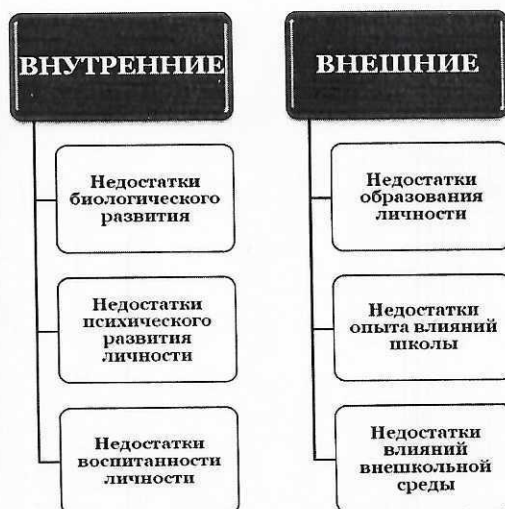 ВНУТРЕННИЕ
Недостатки
биологического
развития
Недостатки
психического
развития
личности
Недостатки
воспитанности
личности
ВНЕШНИЕ
Недостатки
образования
личности
Недостатки
опыта влияний
школы
Недостатки
влияний
внешкольной
среды